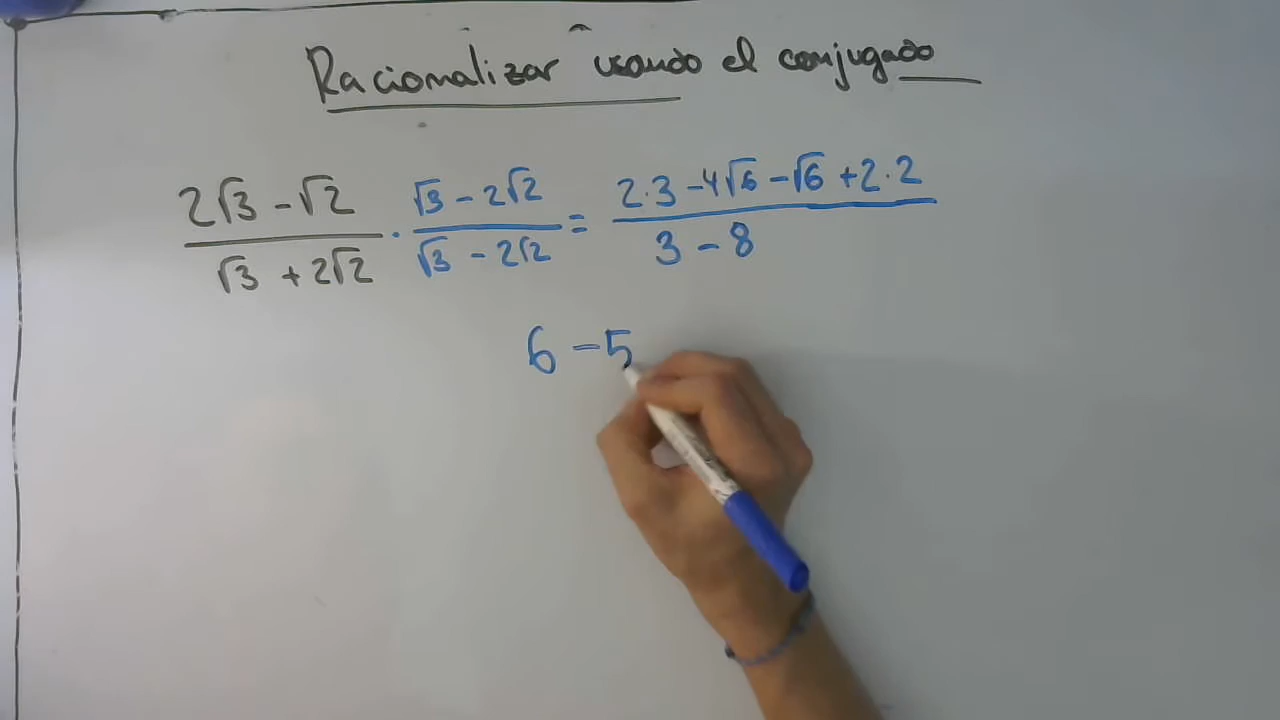 Racionalizar usando el conjugado
2√3 - √2 / √3 + 2√2 · √3 - 2√2 / √3 - 2√2 = 2·3 - 4√6 - √6 + 2·2 / 3 - 8
6 - 5